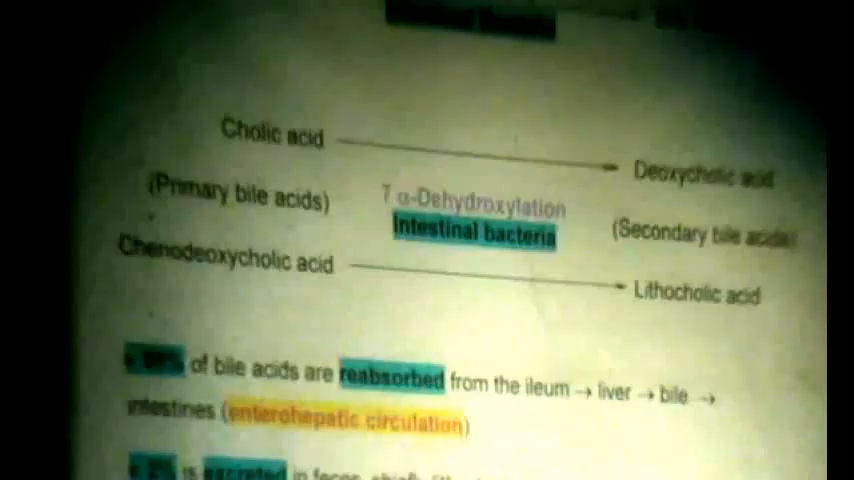 Cholic acid
Deoxycholic acid
(Primary bile acids)
7 α-Dehydroxylation
Intestinal bacteria
(Secondary bile acids)
Chenodeoxycholic acid
Lithocholic acid
of bile acids are reabsorbed from the ileum → liver → bile →
intestines (enterohepatic circulation)
is excreted in feces, chiefly